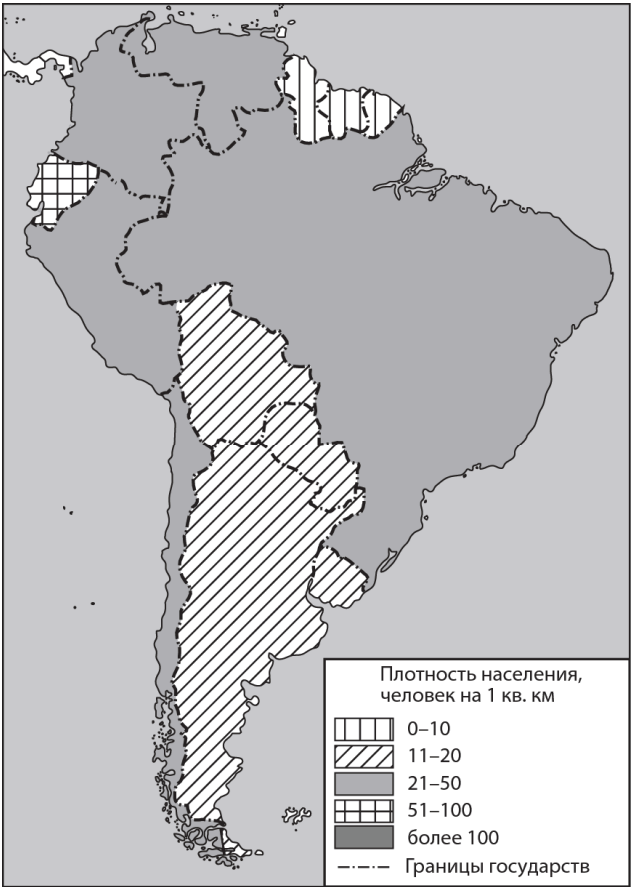 Плотность населения,
человек на 1 кв. км
0–10
11–20
21–50
51–100
более 100
Границы государств